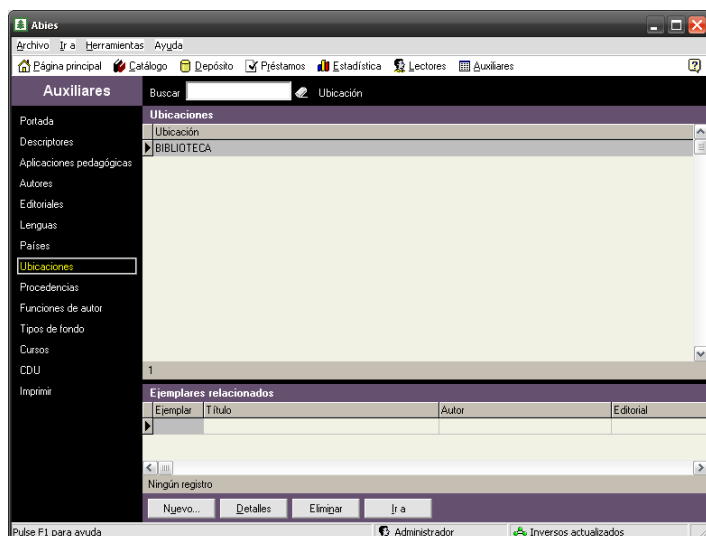 Abies
Archivo Ir a Herramientas Ayuda
Página principal Catálogo Depósito Préstamos Estadística Lectores Auxiliares
Auxiliares
Buscar Ubicación
Portada
Descriptores
Aplicaciones pedagógicas
Autores
Editoriales
Lenguas
Países
Ubicaciones
Procedencias
Funciones de autor
Tipos de fondo
Cursos
CDU
Imprimir
Ubicaciones
Ubicación
BIBLIOTECA
1
Ejemplares relacionados
Ejemplar Título Autor Editorial
Ningún registro
Nuevo... Detalles Eliminar Ir a
Pulse F1 para ayuda Administrador Inversos actualizados